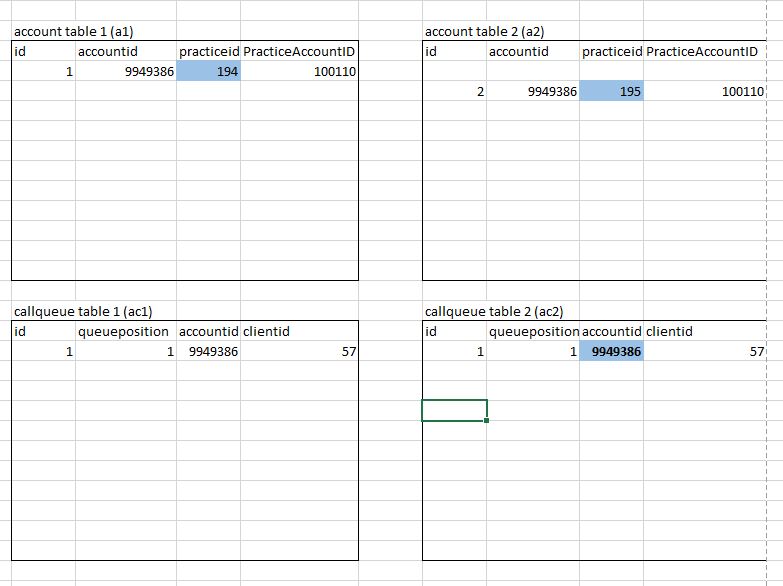 account table 1 (a1) account table 2 (a2)
id accountid practiceid PracticeAccountID id accountid practiceid PracticeAccountID
1 9949386 194 100110
2 9949386 195 100110
callqueue table 1 (ac1) callqueue table 2 (ac2)
id queueposition accountid clientid id queueposition accountid clientid
1 1 9949386 57 1 1 9949386 57